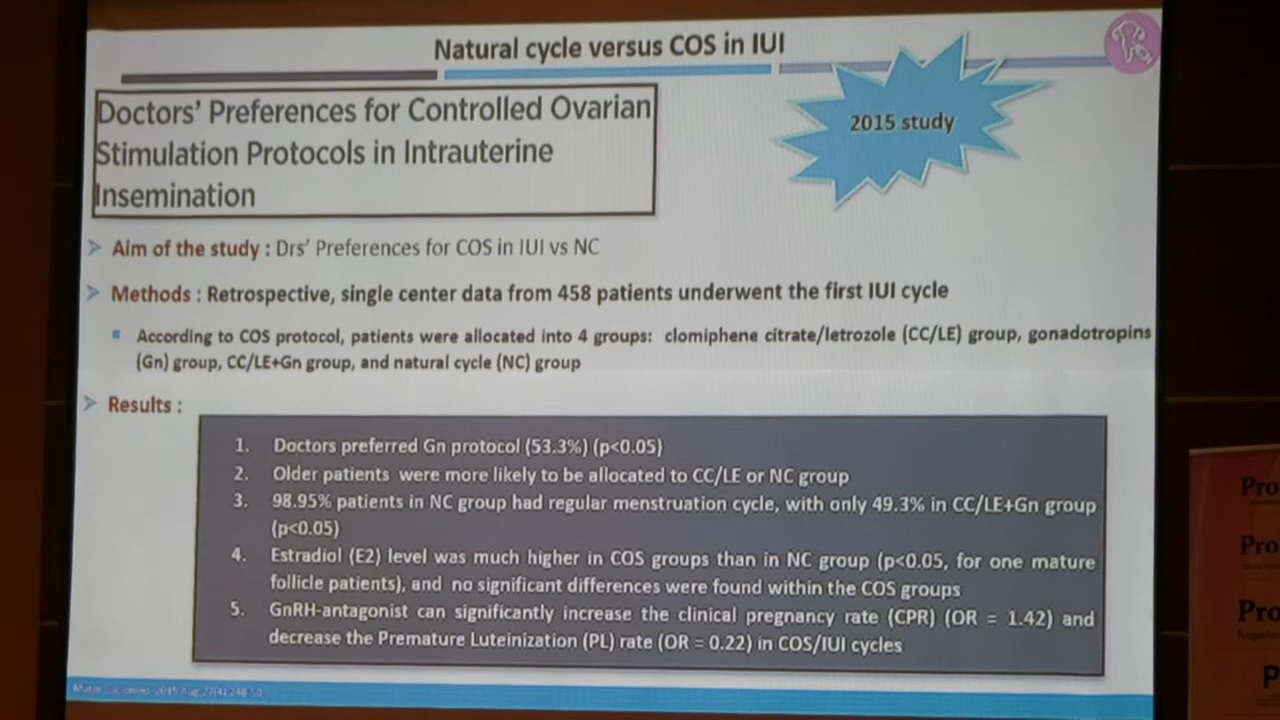 Natural cycle versus COS in IUI
2015 study
Doctors' Preferences for Controlled Ovarian
Stimulation Protocols in Intrauterine
Insemination
Aim of the study : Drs' Preferences for COS in IUI vs NC
Methods : Retrospective, single center data from 458 patients underwent the first IUI cycle
According to COS protocol, patients were allocated into 4 groups: clomiphene citrate/letrozole (CC/LE) group, gonadotropins
(Gn) group, CC/LE+Gn group, and natural cycle (NC) group
Results :
1. Doctors preferred Gn protocol (53.3%) (p<0.05)
2. Older patients were more likely to be allocated to CC/LE or NC group
3. 98.95% patients in NC group had regular menstruation cycle, with only 49.3% in CC/LE+Gn group
(p<0.05)
4. Estradiol (E2) level was much higher in COS groups than in NC group (p<0.05, for one mature
follicle patients), and no significant differences were found within the COS groups
5. GnRH-antagonist can significantly increase the clinical pregnancy rate (CPR) (OR = 1.42) and
decrease the Premature Luteinization (PL) rate (OR = 0.22) in COS/IUI cycles
Pro
Pro
Pro
P